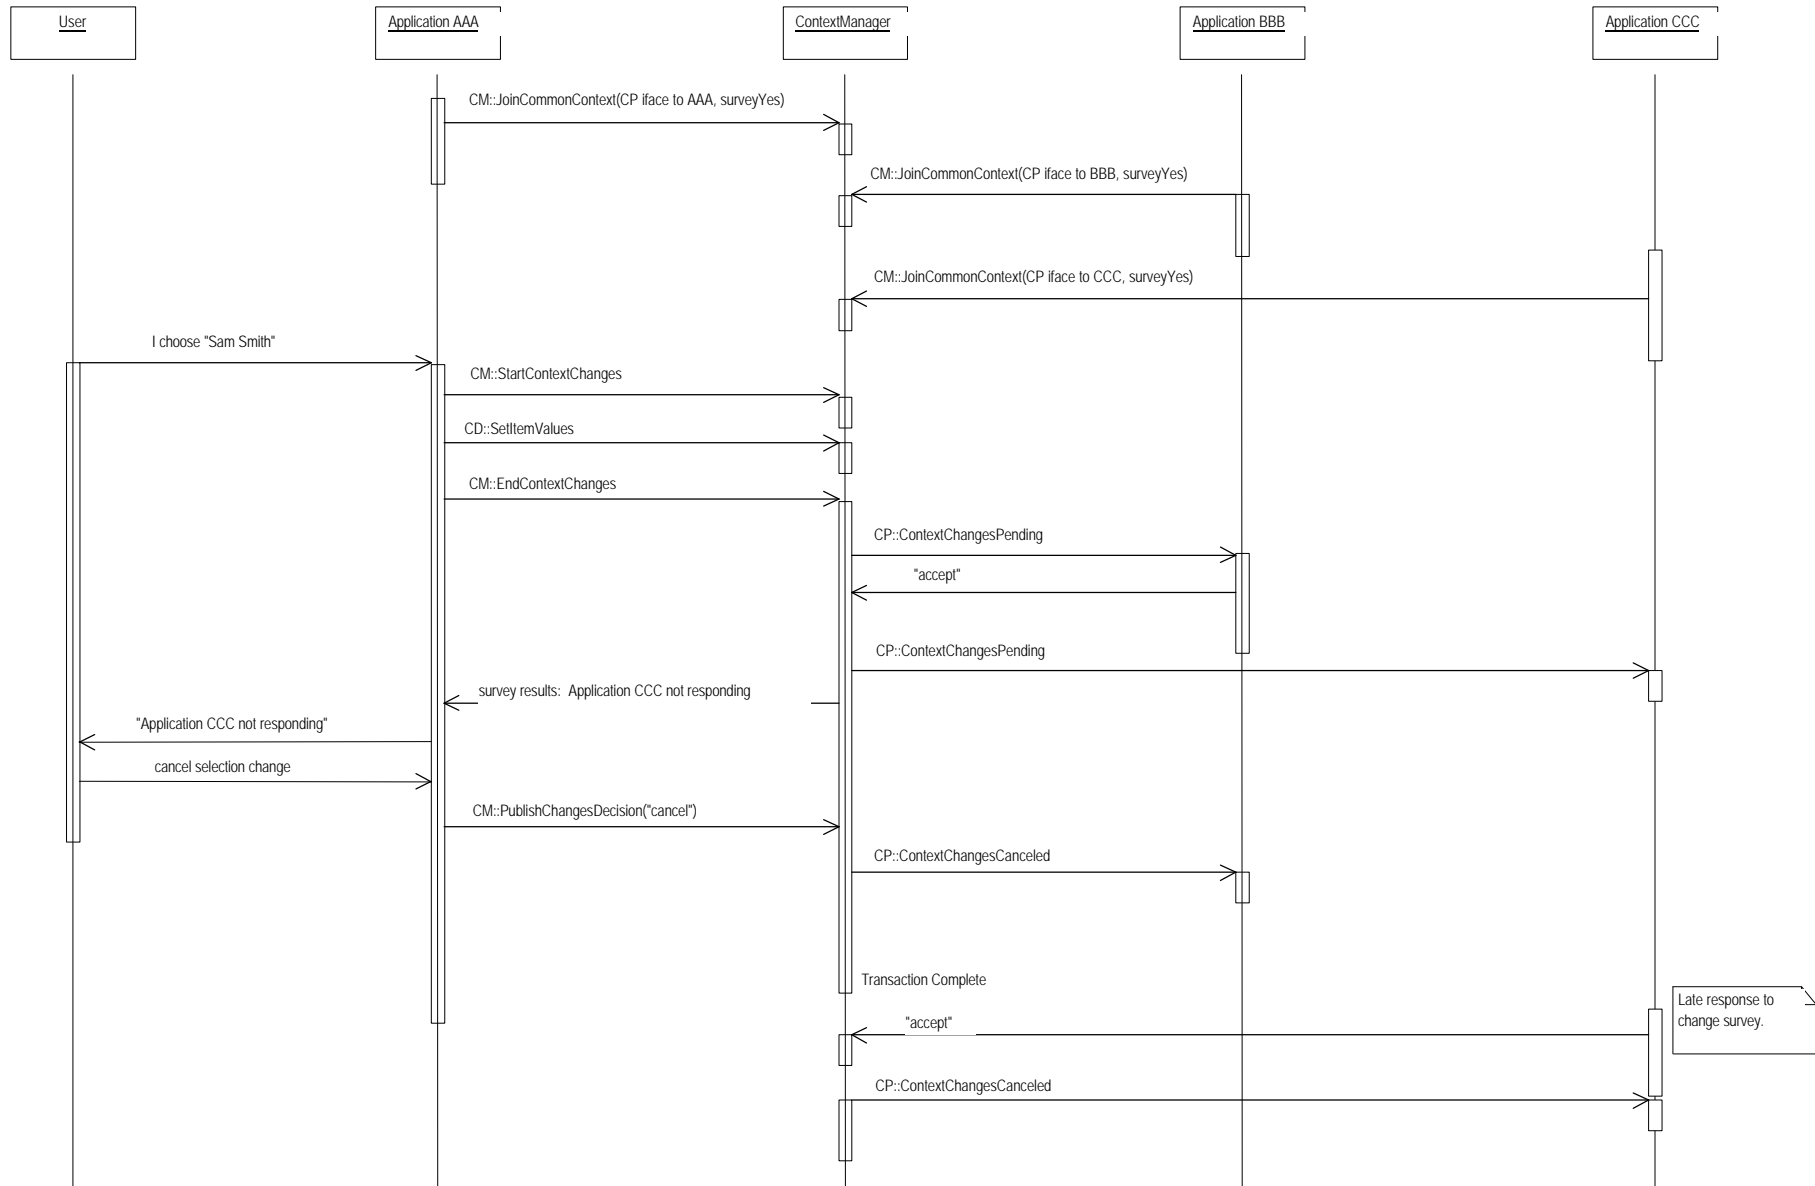 User
Application AAA
ContextManager
Application BBB
Application CCC
CM::JoinCommonContext(CP iface to AAA, surveyYes)
CM::JoinCommonContext(CP iface to BBB, surveyYes)
CM::JoinCommonContext(CP iface to CCC, surveyYes)
I choose "Sam Smith"
CM::StartContextChanges
CD::SetItemValues
CM::EndContextChanges
CP::ContextChangesPending
"accept"
CP::ContextChangesPending
survey results:  Application CCC not responding
"Application CCC not responding"
cancel selection change
CM::PublishChangesDecision("cancel")
CP::ContextChangesCanceled
Transaction Complete
Late response to
change survey.
"accept"
CP::ContextChangesCanceled